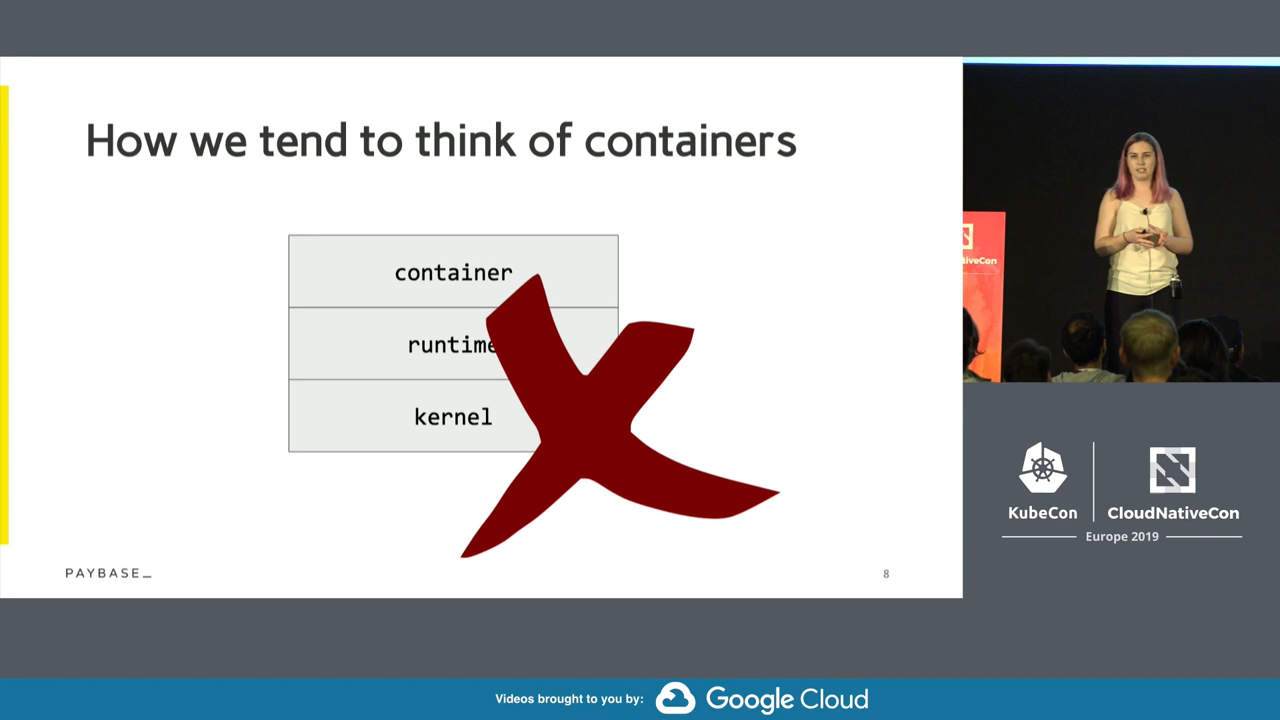 How we tend to think of containers
container
runtime
kernel
PAYBASE_
8
tiveCon
KubeCon
CloudNativeCon
Europe 2019
Videos brought to you by:
Google Cloud